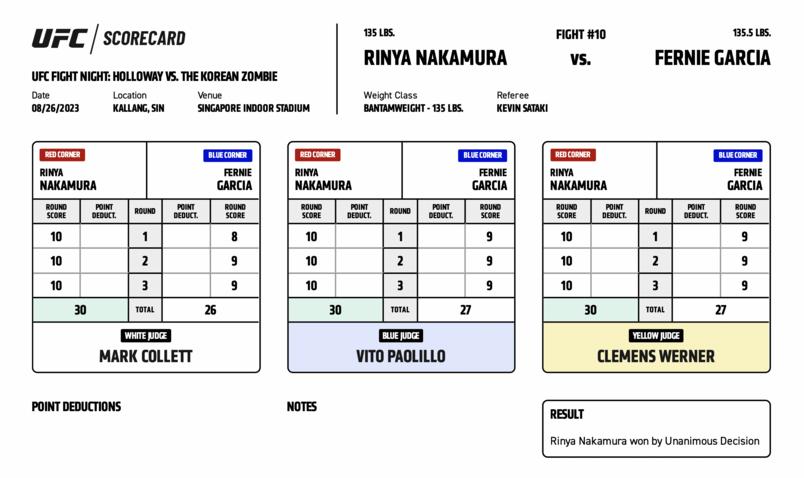 UFC / SCORECARD
UFC FIGHT NIGHT: HOLLOWAY VS. THE KOREAN ZOMBIE
Date Location Venue
08/26/2023 KALLANG, SIN SINGAPORE INDOOR STADIUM
135 LBS. FIGHT #10 135.5 LBS.
RINYA NAKAMURA VS. FERNIE GARCIA
Weight Class Referee
BANTAMWEIGHT - 135 LBS. KEVIN SATAKI
RED CORNER BLUE CORNER
RINYA FERNIE
NAKAMURA GARCIA
ROUND POINT ROUND POINT ROUND
SCORE DEDUCT. DEDUCT. SCORE
10 1 8
10 2 9
10 3 9
30 TOTAL 26
WHITE JUDGE
MARK COLLETT
RED CORNER BLUE CORNER
RINYA FERNIE
NAKAMURA GARCIA
ROUND POINT ROUND POINT ROUND
SCORE DEDUCT. DEDUCT. SCORE
10 1 9
10 2 9
10 3 9
30 TOTAL 27
BLUE JUDGE
VITO PAOLILLO
RED CORNER BLUE CORNER
RINYA FERNIE
NAKAMURA GARCIA
ROUND POINT ROUND POINT ROUND
SCORE DEDUCT. DEDUCT. SCORE
10 1 9
10 2 9
10 3 9
30 TOTAL 27
YELLOW JUDGE
CLEMENS WERNER
POINT DEDUCTIONS
NOTES
RESULT
Rinya Nakamura won by Unanimous Decision